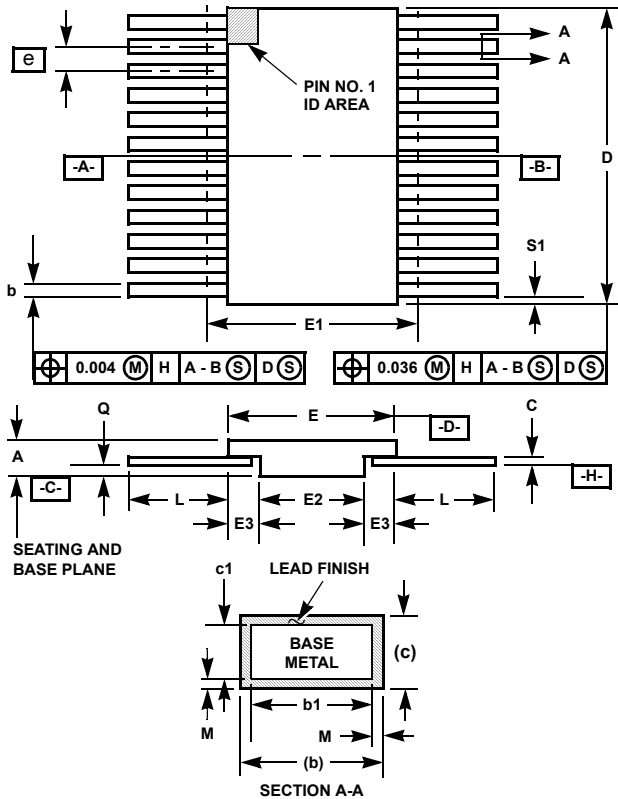 A
e
A
PIN NO. 1
ID AREA
-A-
-B-
D
S1
b
E1
0.004 M H A - B S D S
0.036 M H A - B S D S
Q
E
-D-
C
A
-C-
-H-
L
E2
L
E3
E3
SEATING AND
BASE PLANE
c1
LEAD FINISH
BASE
METAL
(c)
M
b1
M
(b)
SECTION A-A